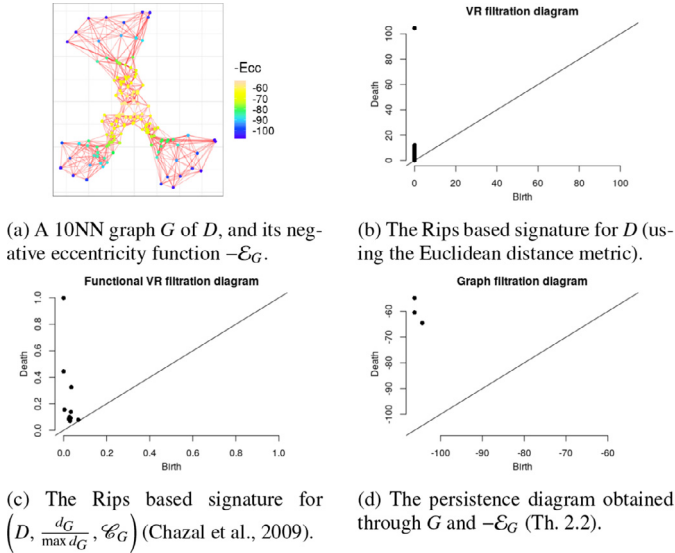 -Ecc
-60
-70
-80
-90
-100
(a) A 10NN graph G of D, and its neg-
ative eccentricity function −ℰ_G.
VR filtration diagram
Death
100
80
60
40
20
0
0 20 40 60 80 100
Birth
(b) The Rips based signature for D (us-
ing the Euclidean distance metric).
Functional VR filtration diagram
Death
1.0
0.8
0.6
0.4
0.2
0.0
0.0 0.2 0.4 0.6 0.8 1.0
Birth
(c) The Rips based signature for
(D, d_G / max d_G, 𝒞_G) (Chazal et al., 2009).
Graph filtration diagram
Death
-60
-70
-80
-90
-100
-100 -90 -80 -70 -60
Birth
(d) The persistence diagram obtained
through G and −ℰ_G (Th. 2.2).